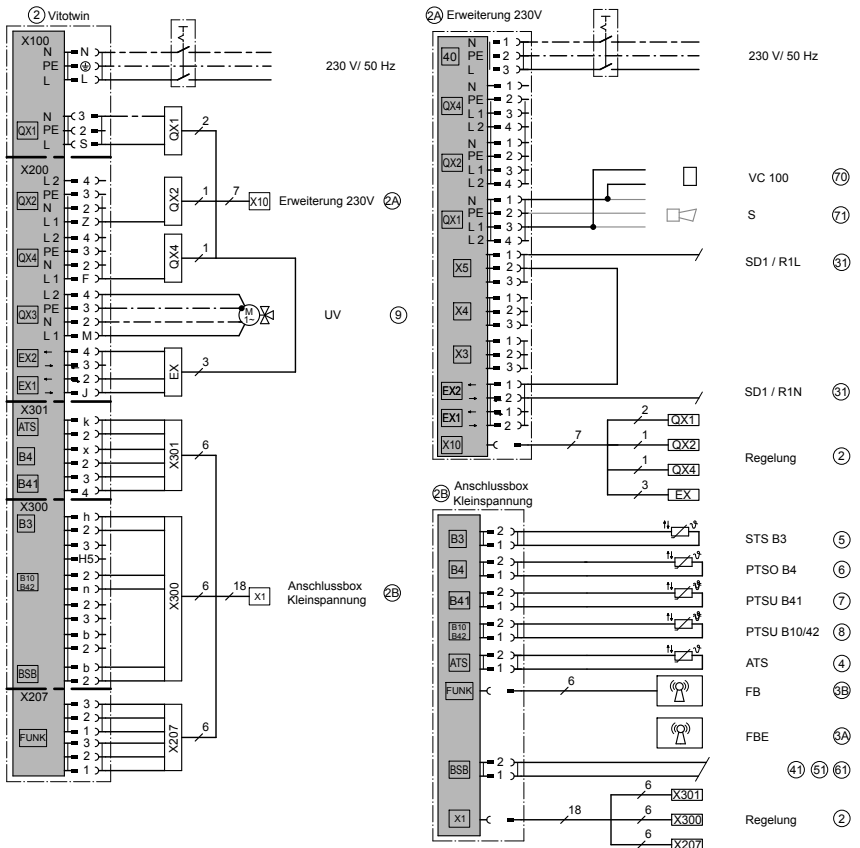 2 Vitotwin
X100
N N
PE
L L
230 V/ 50 Hz
N 3
QX1 PE 2
L S
QX1 2
X200
L 2 4
PE 3
QX2 N 2
L 1 Z
QX2 1 7 X10 Erweiterung 230V 2A
L 2 4
PE 3
QX4 N 2
L 1 F
QX4 1
L 2 4
PE 3
QX3 N 2
L 1 M
M 1~
UV 9
EX2 4
3
EX1 2
J
EX 3
X301
ATS k
2
B4 x
2
B41 3
4
X301 6
X300
B3 h
2
3
H5
B10 B42 2
n
2
3
b
2
BSB b
2
X300 6 18 X1 Anschlussbox Kleinspannung 2B
X207
3
2
FUNK 1
3
2
1
X207 6
2A Erweiterung 230V
N 1
40 PE 2
L 3
230 V/ 50 Hz
N 1
QX4 PE 2
L 1 3
L 2 4
N 1
QX2 PE 2
L 1 3
L 2 4
VC 100 70
N 1
QX1 PE 2
L 1 3
L 2 4
S 71
X5 1
2
3
SD1 / R1L 31
X4 1
2
3
X3 1
2
3
EX2 1
2
SD1 / R1N 31
EX1 1
2
X10 7
2 QX1
1 QX2
1 QX4
3 EX
Regelung 2
2B Anschlussbox
Kleinspannung
B3 2
1
STS B3 5
B4 2
1
PTSO B4 6
B41 2
1
PTSU B41 7
B10 B42 2
1
PTSU B10/42 8
ATS 2
1
ATS 4
FUNK 6 FB 3B
FBE 3A
BSB 2
1
41 51 61
X1 18
6 X301
6 X300
6 X207
Regelung 2